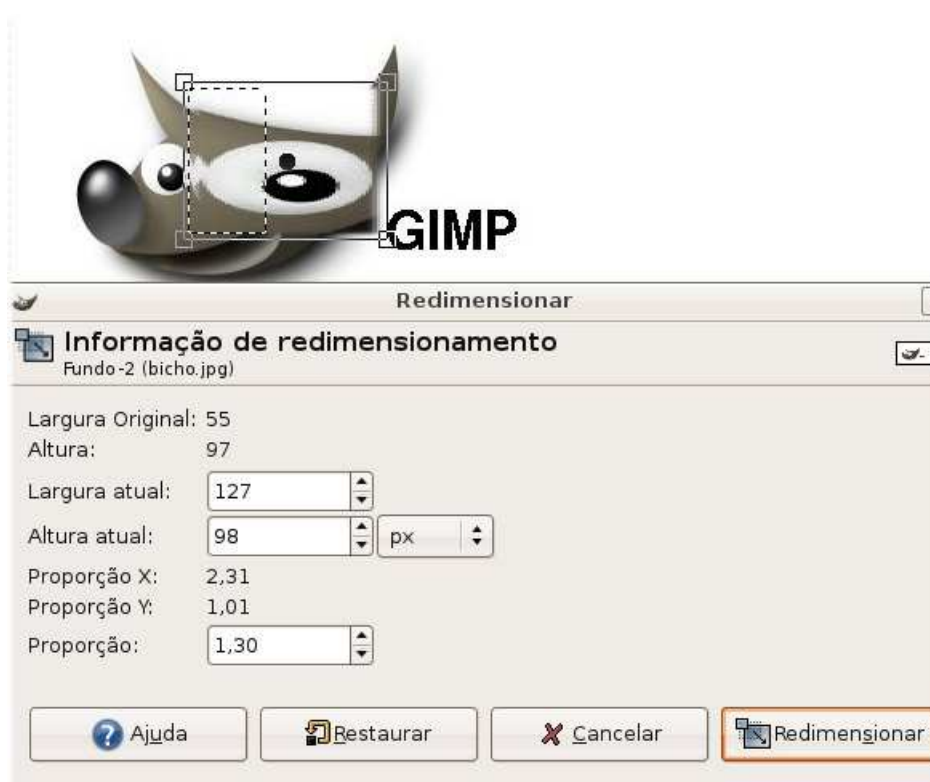 GIMP
Redimensionar
Informação de redimensionamento
Fundo-2 (bicho.jpg)
Largura Original: 55
Altura: 97
Largura atual: 127
Altura atual: 98 px
Proporção X: 2,31
Proporção Y: 1,01
Proporção: 1,30
Ajuda Restaurar Cancelar Redimensionar